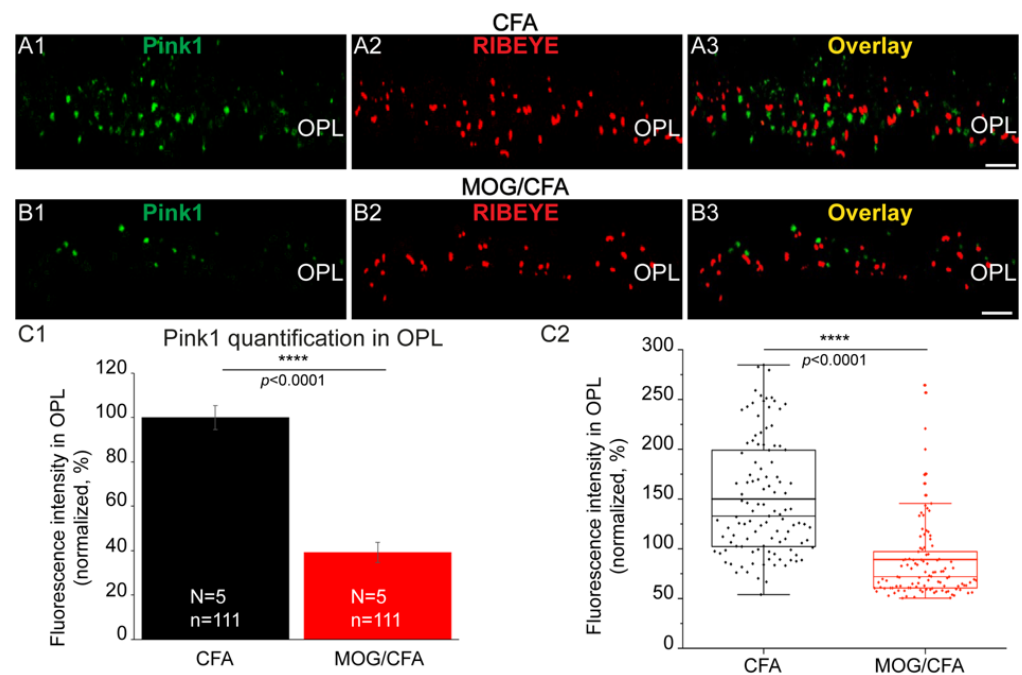 CFA
A1 Pink1 A2 RIBEYE A3 Overlay
OPL OPL OPL
MOG/CFA
B1 Pink1 B2 RIBEYE B3 Overlay
OPL OPL OPL
C1 Pink1 quantification in OPL
****
p<0.0001
Fluorescence intensity in OPL
(normalized, %)
120
100
80
60
40
20
0
N=5
n=111
N=5
n=111
CFA MOG/CFA
C2
****
p<0.0001
Fluorescence intensity in OPL
(normalized, %)
300
250
200
150
100
50
0
CFA MOG/CFA